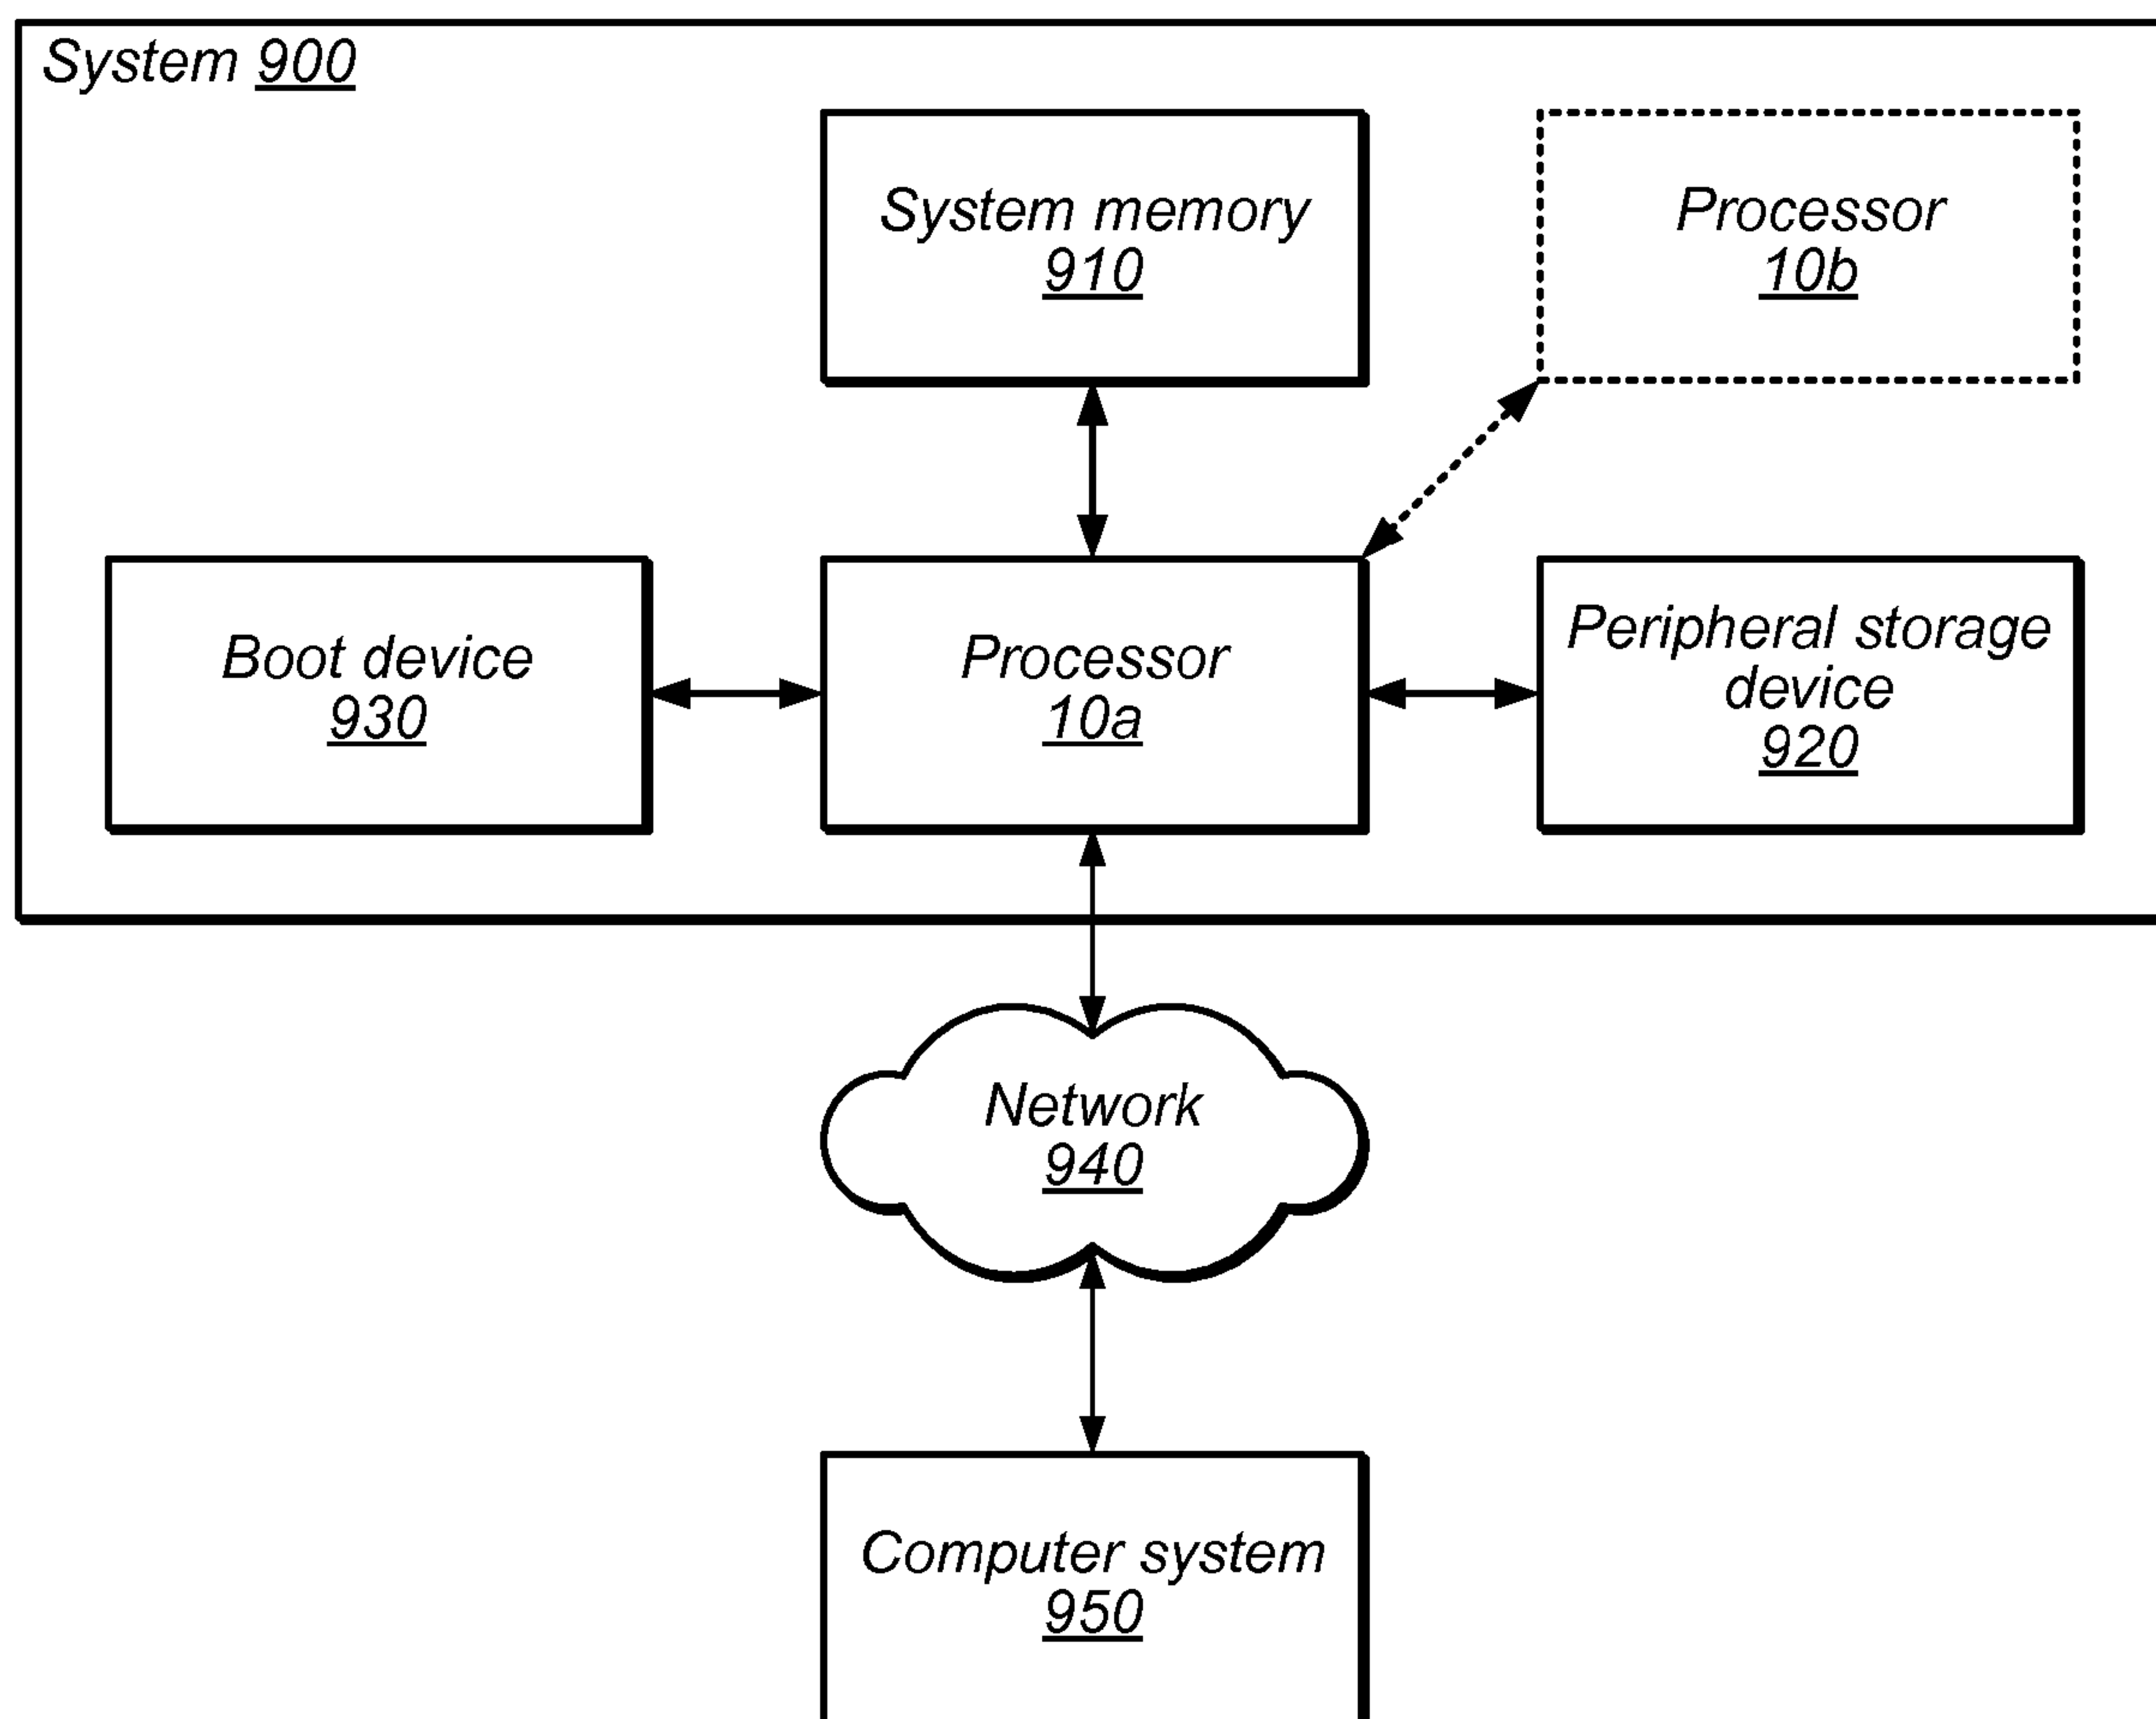 System 900
System memory
910
Processor
10b
Boot device
930
Processor
10a
Peripheral storage
device
920
Network
940
Computer system
950